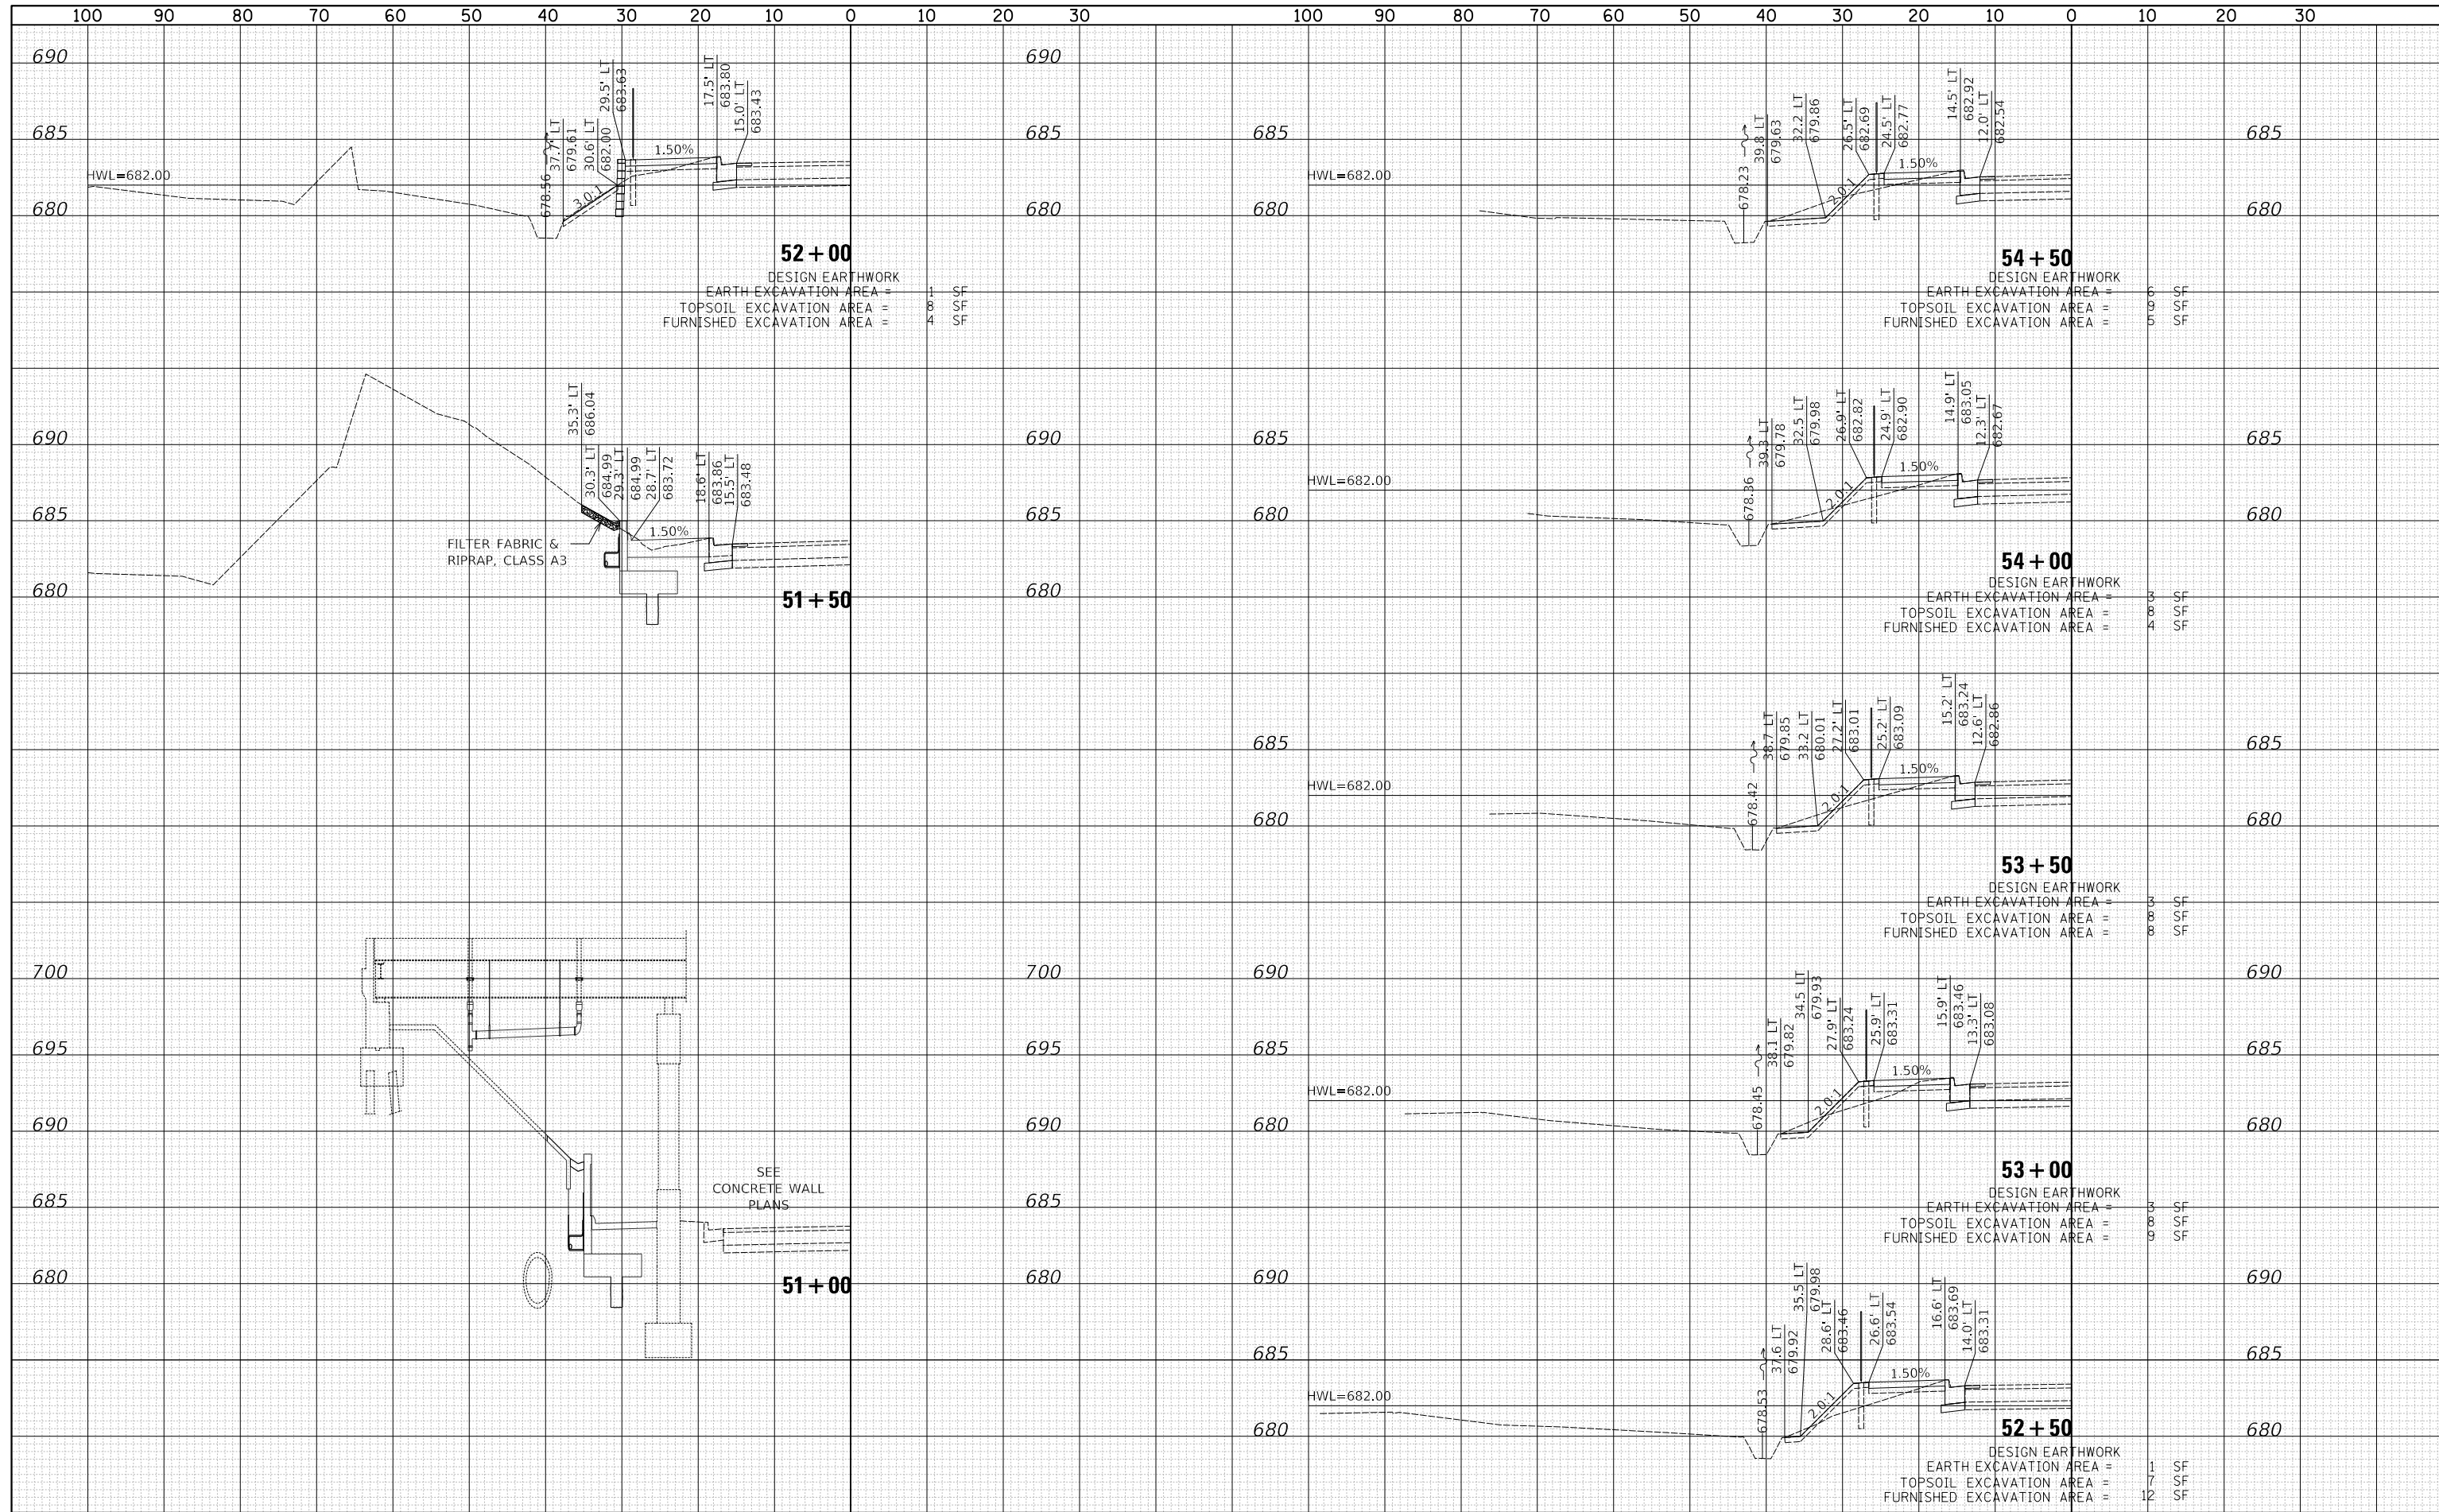 100 90 80 70 60 50 40 30 20 10 0 10 20 30 100 90 80 70 60 50 40 30 20 10 0 10 20 30
690 690
685 685
680 680
HWL=682.00
678.56
37.7' LT
679.61
30.6' LT
682.00
29.5' LT
683.63
17.5' LT
683.80
15.0' LT
683.43
3.0:1
1.50%
52+00
DESIGN EARTHWORK
EARTH EXCAVATION AREA = 1 SF
TOPSOIL EXCAVATION AREA = 8 SF
FURNISHED EXCAVATION AREA = 4 SF
690 690
685 685
680 680
35.3' LT
686.04
30.3' LT
684.99
29.3' LT
684.99
28.7' LT
683.72
18.6' LT
683.86
15.5' LT
683.48
1.50%
FILTER FABRIC &
RIPRAP, CLASS A3
51+50
700 700
695 695
690 690
685 685
680 680
SEE
CONCRETE WALL
PLANS
51+00
685 685
680 680
HWL=682.00
678.23
39.8 LT
679.63
32.2 LT
679.86
26.5' LT
682.69
24.5' LT
682.77
14.5' LT
682.92
12.0' LT
682.54
2.0:1
1.50%
54+50
DESIGN EARTHWORK
EARTH EXCAVATION AREA = 6 SF
TOPSOIL EXCAVATION AREA = 9 SF
FURNISHED EXCAVATION AREA = 5 SF
685 685
680 680
HWL=682.00
678.36
39.3 LT
679.78
32.5 LT
679.98
26.9' LT
682.82
24.9' LT
682.90
14.9' LT
683.05
12.3' LT
682.67
2.0:1
1.50%
54+00
DESIGN EARTHWORK
EARTH EXCAVATION AREA = 3 SF
TOPSOIL EXCAVATION AREA = 8 SF
FURNISHED EXCAVATION AREA = 4 SF
685 685
680 680
HWL=682.00
678.42
38.7 LT
679.85
33.2 LT
680.01
27.2' LT
683.01
25.2' LT
683.09
15.2' LT
683.24
12.6' LT
682.86
2.0:1
1.50%
53+50
DESIGN EARTHWORK
EARTH EXCAVATION AREA = 3 SF
TOPSOIL EXCAVATION AREA = 8 SF
FURNISHED EXCAVATION AREA = 8 SF
690 690
685 685
680 680
HWL=682.00
678.45
38.1 LT
679.82
34.5 LT
679.93
27.9' LT
683.24
25.9' LT
683.31
15.9' LT
683.46
13.3' LT
683.08
2.0:1
1.50%
53+00
DESIGN EARTHWORK
EARTH EXCAVATION AREA = 3 SF
TOPSOIL EXCAVATION AREA = 8 SF
FURNISHED EXCAVATION AREA = 9 SF
690 690
685 685
680 680
HWL=682.00
678.53
37.6 LT
679.92
35.5 LT
679.98
28.6' LT
683.46
26.6' LT
683.54
16.6' LT
683.69
14.0' LT
683.31
2.0:1
1.50%
52+50
DESIGN EARTHWORK
EARTH EXCAVATION AREA = 1 SF
TOPSOIL EXCAVATION AREA = 7 SF
FURNISHED EXCAVATION AREA = 12 SF